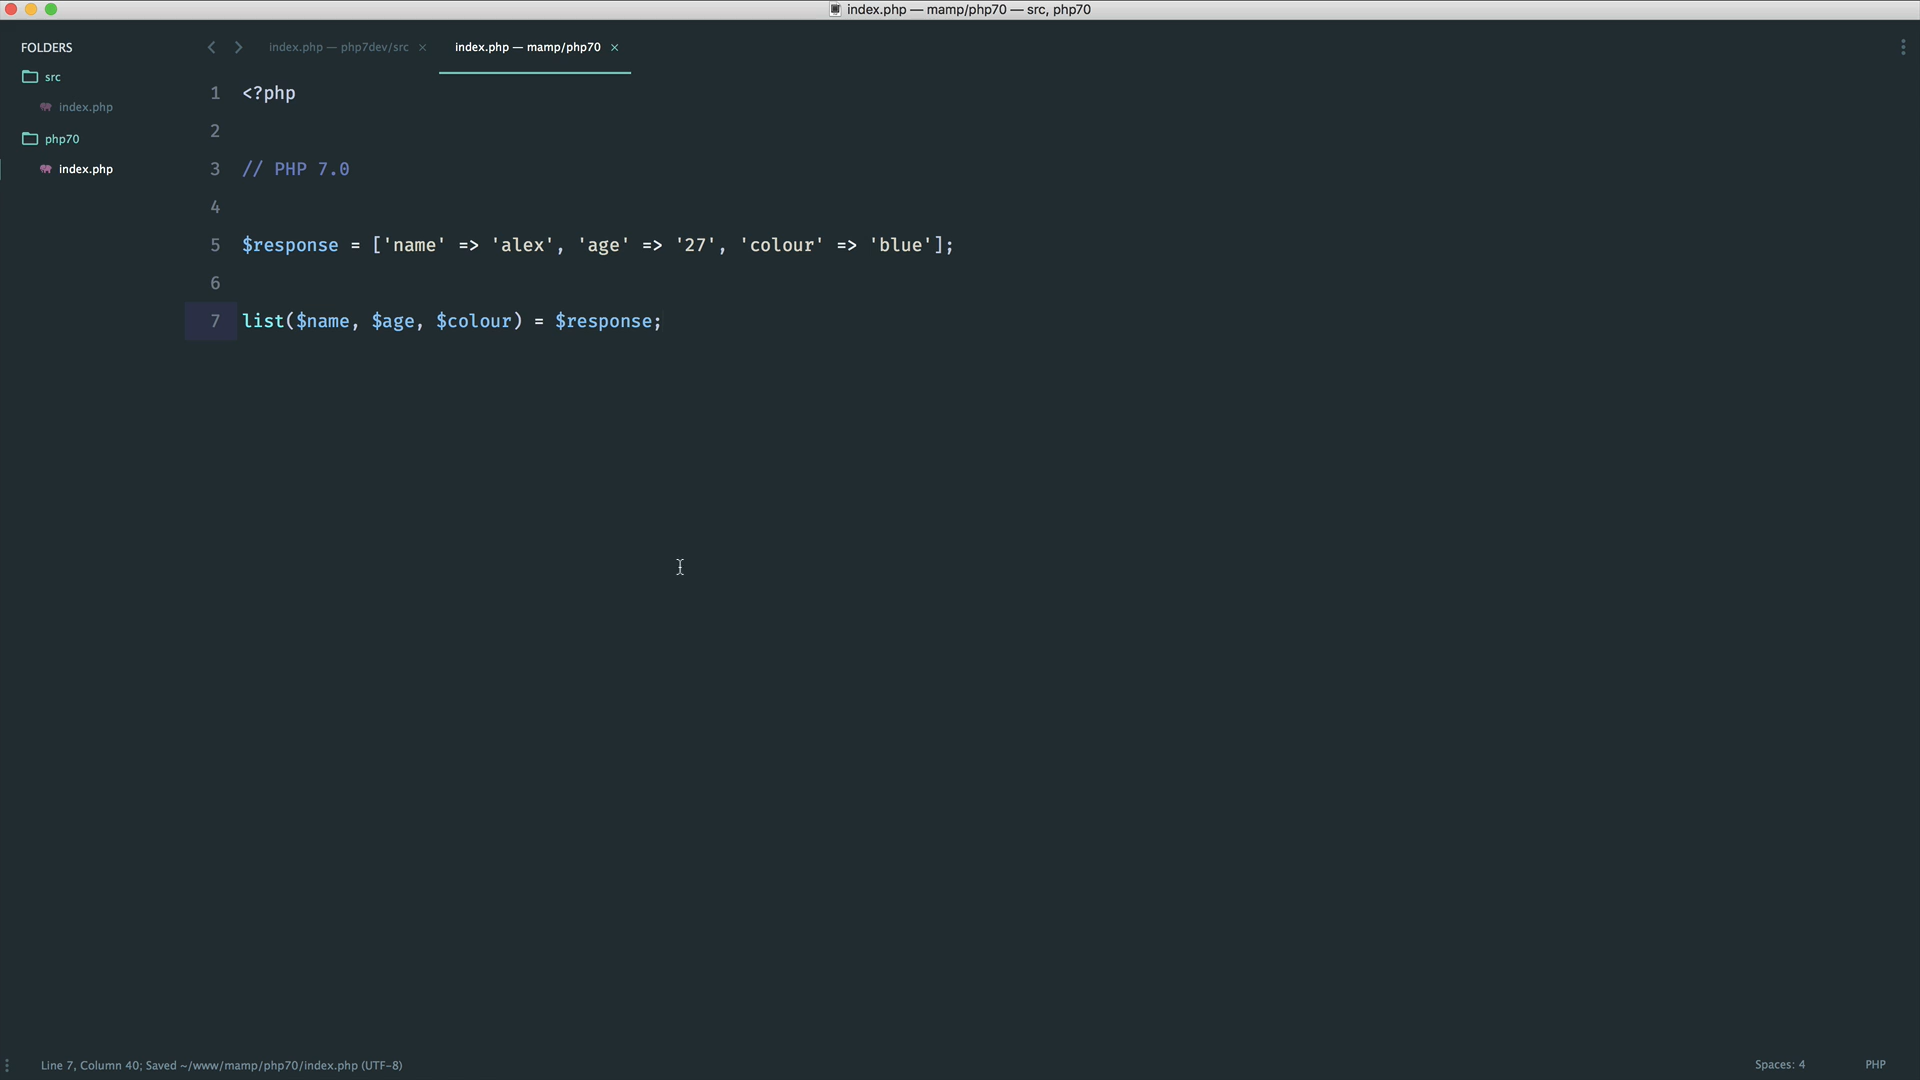 index.php — mamp/php70 — src, php70
FOLDERS
src
index.php
php70
index.php
index.php — php7dev/src ×
index.php — mamp/php70 ×
1 <?php
2
3 // PHP 7.0
4
5 $response = ['name' => 'alex', 'age' => '27', 'colour' => 'blue'];
6
7 list($name, $age, $colour) = $response;
Line 7, Column 40; Saved ~/www/mamp/php70/index.php (UTF-8)
Spaces: 4
PHP